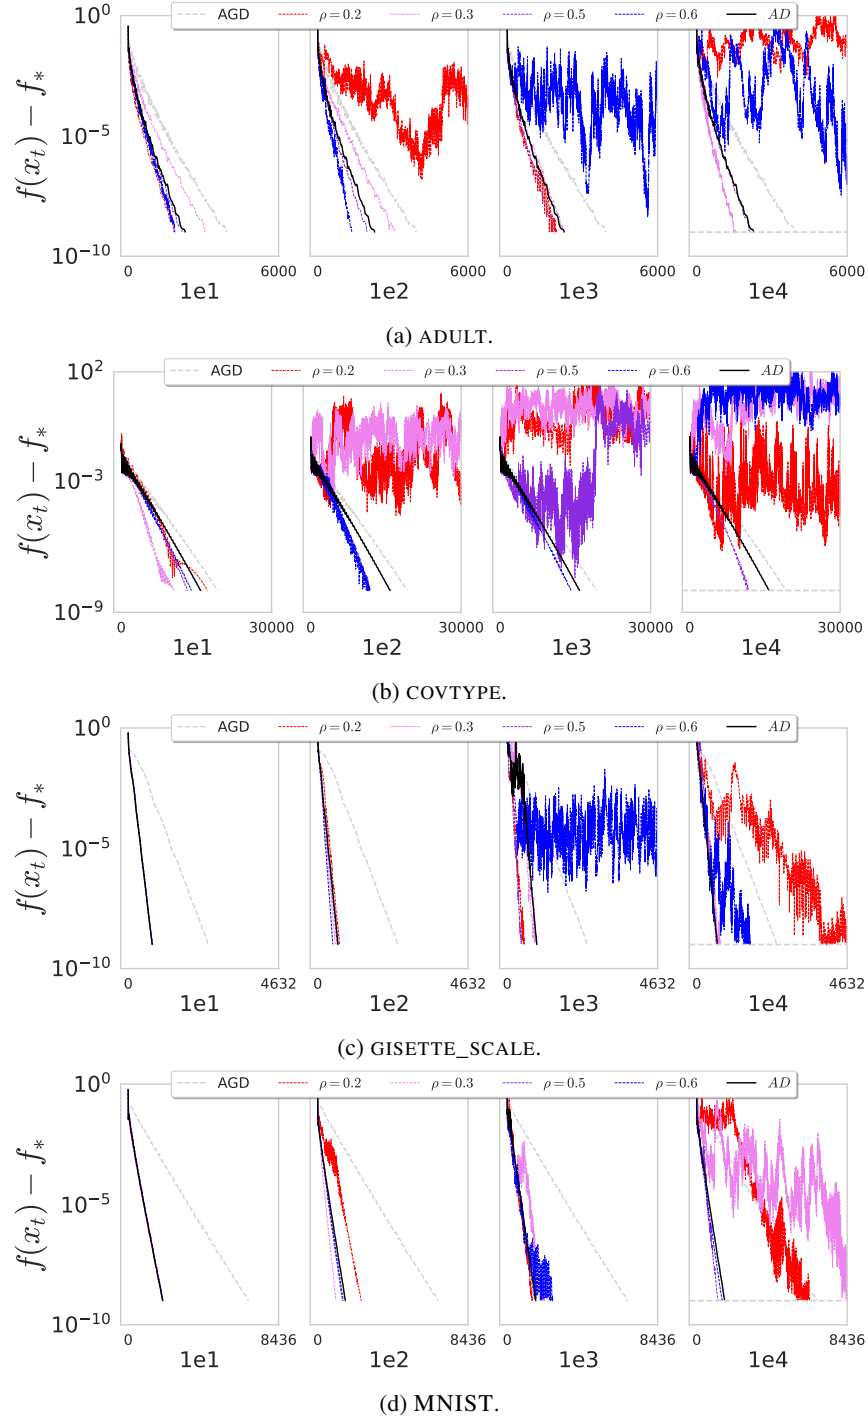 AGD ρ = 0.2 ρ = 0.3 ρ = 0.5 ρ = 0.6 AD
10^0
10^−5
10^−10
f(x_t) − f_*
0 6000 0 6000 0 6000 0 6000
1e1 1e2 1e3 1e4
(a) ADULT.
AGD ρ = 0.2 ρ = 0.3 ρ = 0.5 ρ = 0.6 AD
10^2
10^−3
10^−9
f(x_t) − f_*
0 30000 0 30000 0 30000 0 30000
1e1 1e2 1e3 1e4
(b) COVTYPE.
AGD ρ = 0.2 ρ = 0.3 ρ = 0.5 ρ = 0.6 AD
10^0
10^−5
10^−10
f(x_t) − f_*
0 4632 0 4632 0 4632 0 4632
1e1 1e2 1e3 1e4
(c) GISETTE_SCALE.
AGD ρ = 0.2 ρ = 0.3 ρ = 0.5 ρ = 0.6 AD
10^0
10^−5
10^−10
f(x_t) − f_*
0 8436 0 8436 0 8436 0 8436
1e1 1e2 1e3 1e4
(d) MNIST.